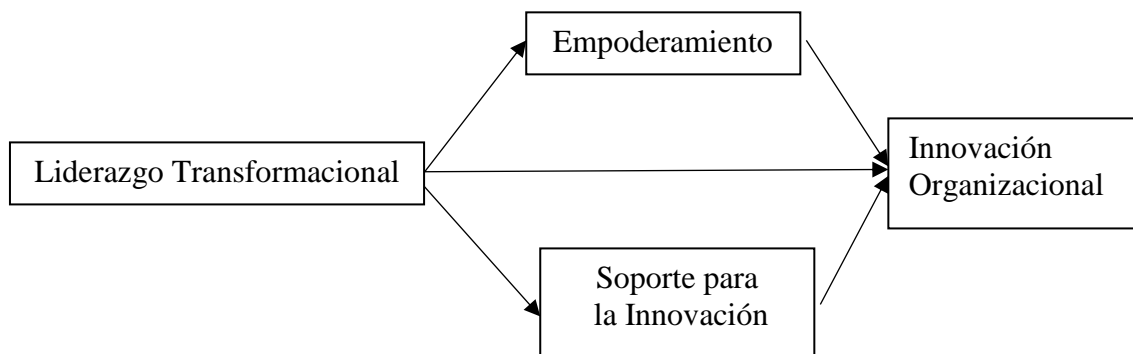 Empoderamiento
Liderazgo Transformacional
Innovación
Organizacional
Soporte para
la Innovación